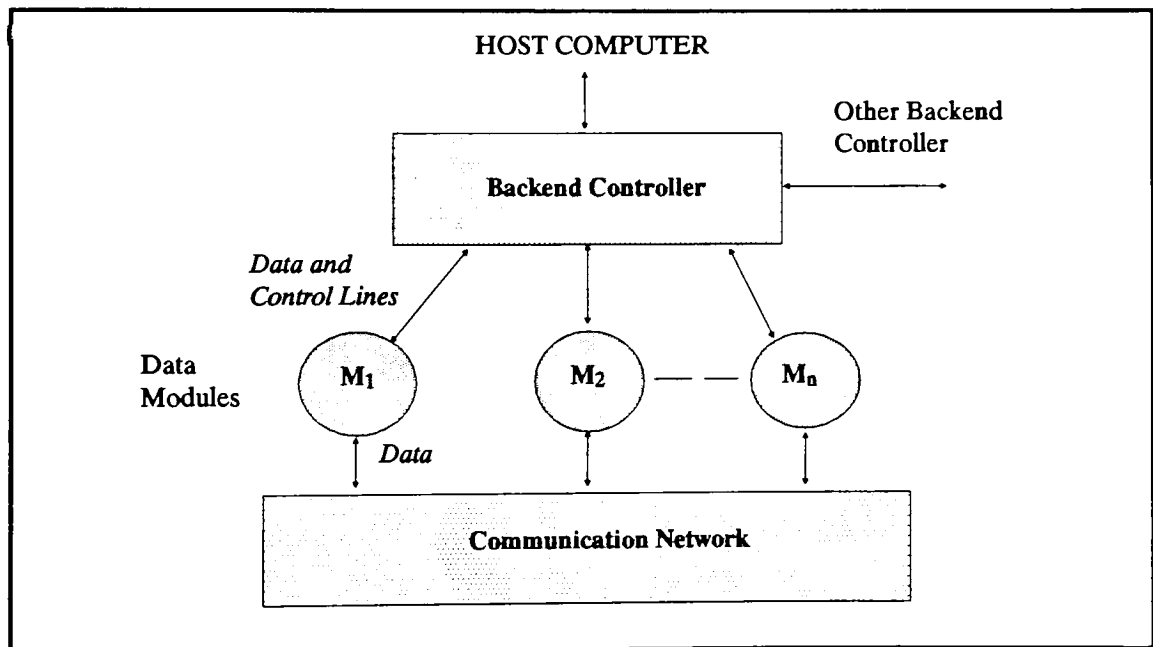 HOST COMPUTER
Other Backend
Controller
Backend Controller
Data and
Control Lines
Data
Modules
M₁
M₂
Mₙ
Data
Communication Network